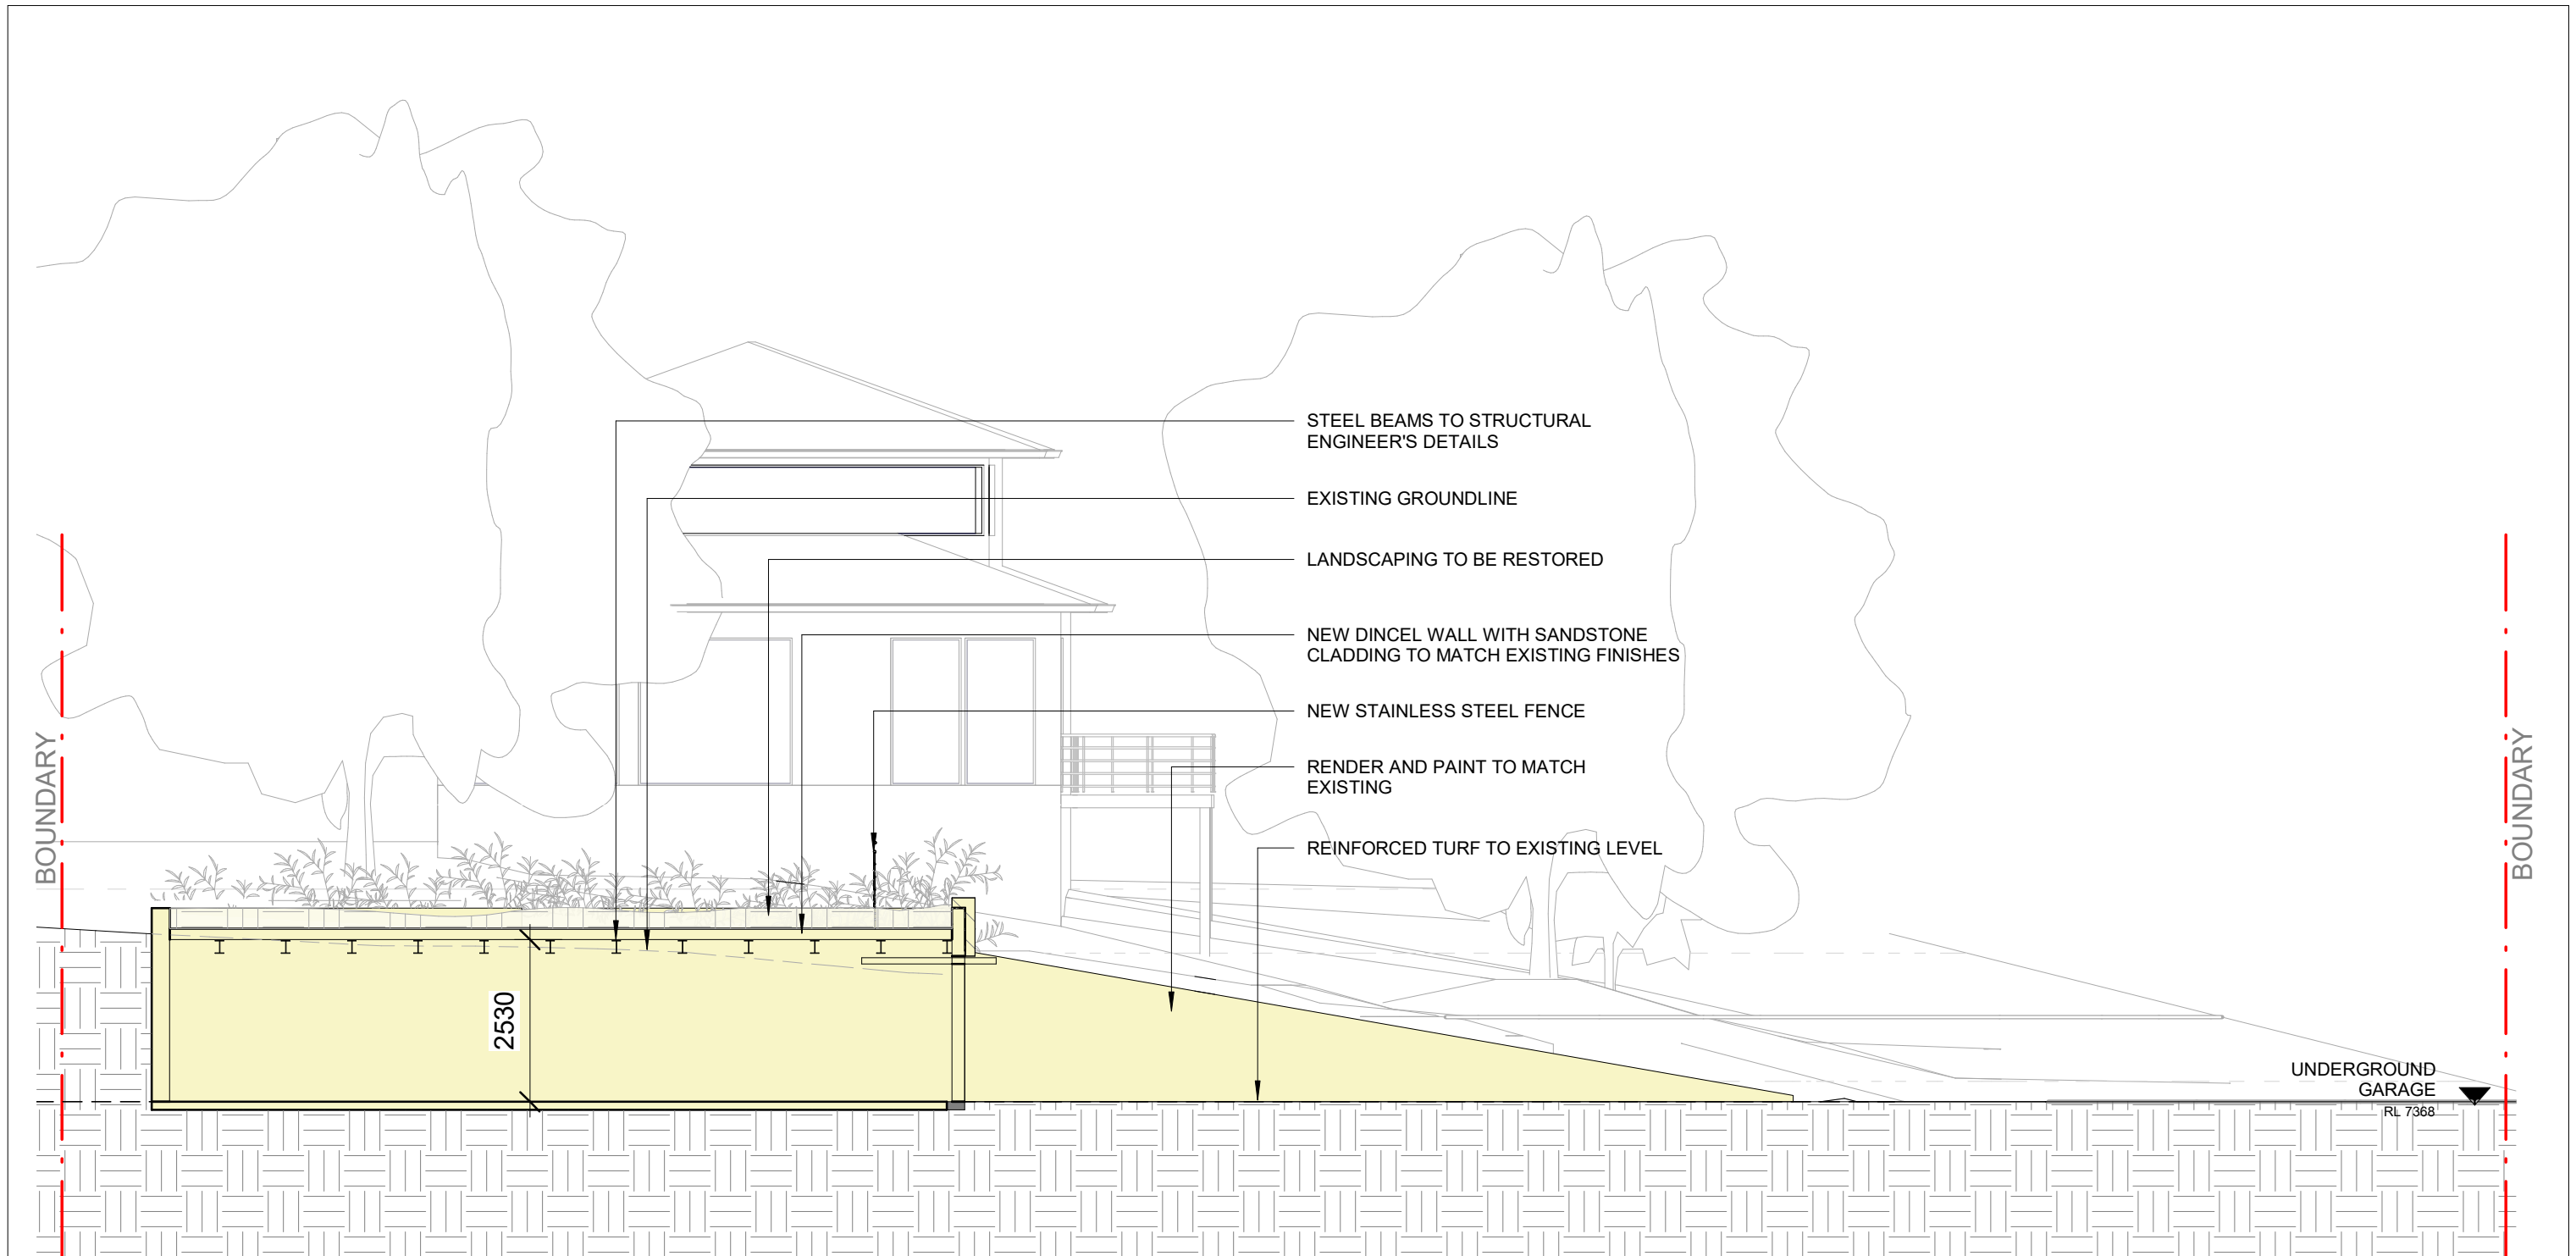 STEEL BEAMS TO STRUCTURAL
ENGINEER'S DETAILS
EXISTING GROUNDLINE
LANDSCAPING TO BE RESTORED
NEW DINCEL WALL WITH SANDSTONE
CLADDING TO MATCH EXISTING FINISHES
NEW STAINLESS STEEL FENCE
RENDER AND PAINT TO MATCH
EXISTING
REINFORCED TURF TO EXISTING LEVEL
BOUNDARY
BOUNDARY
2530
UNDERGROUND
GARAGE
RL 7368